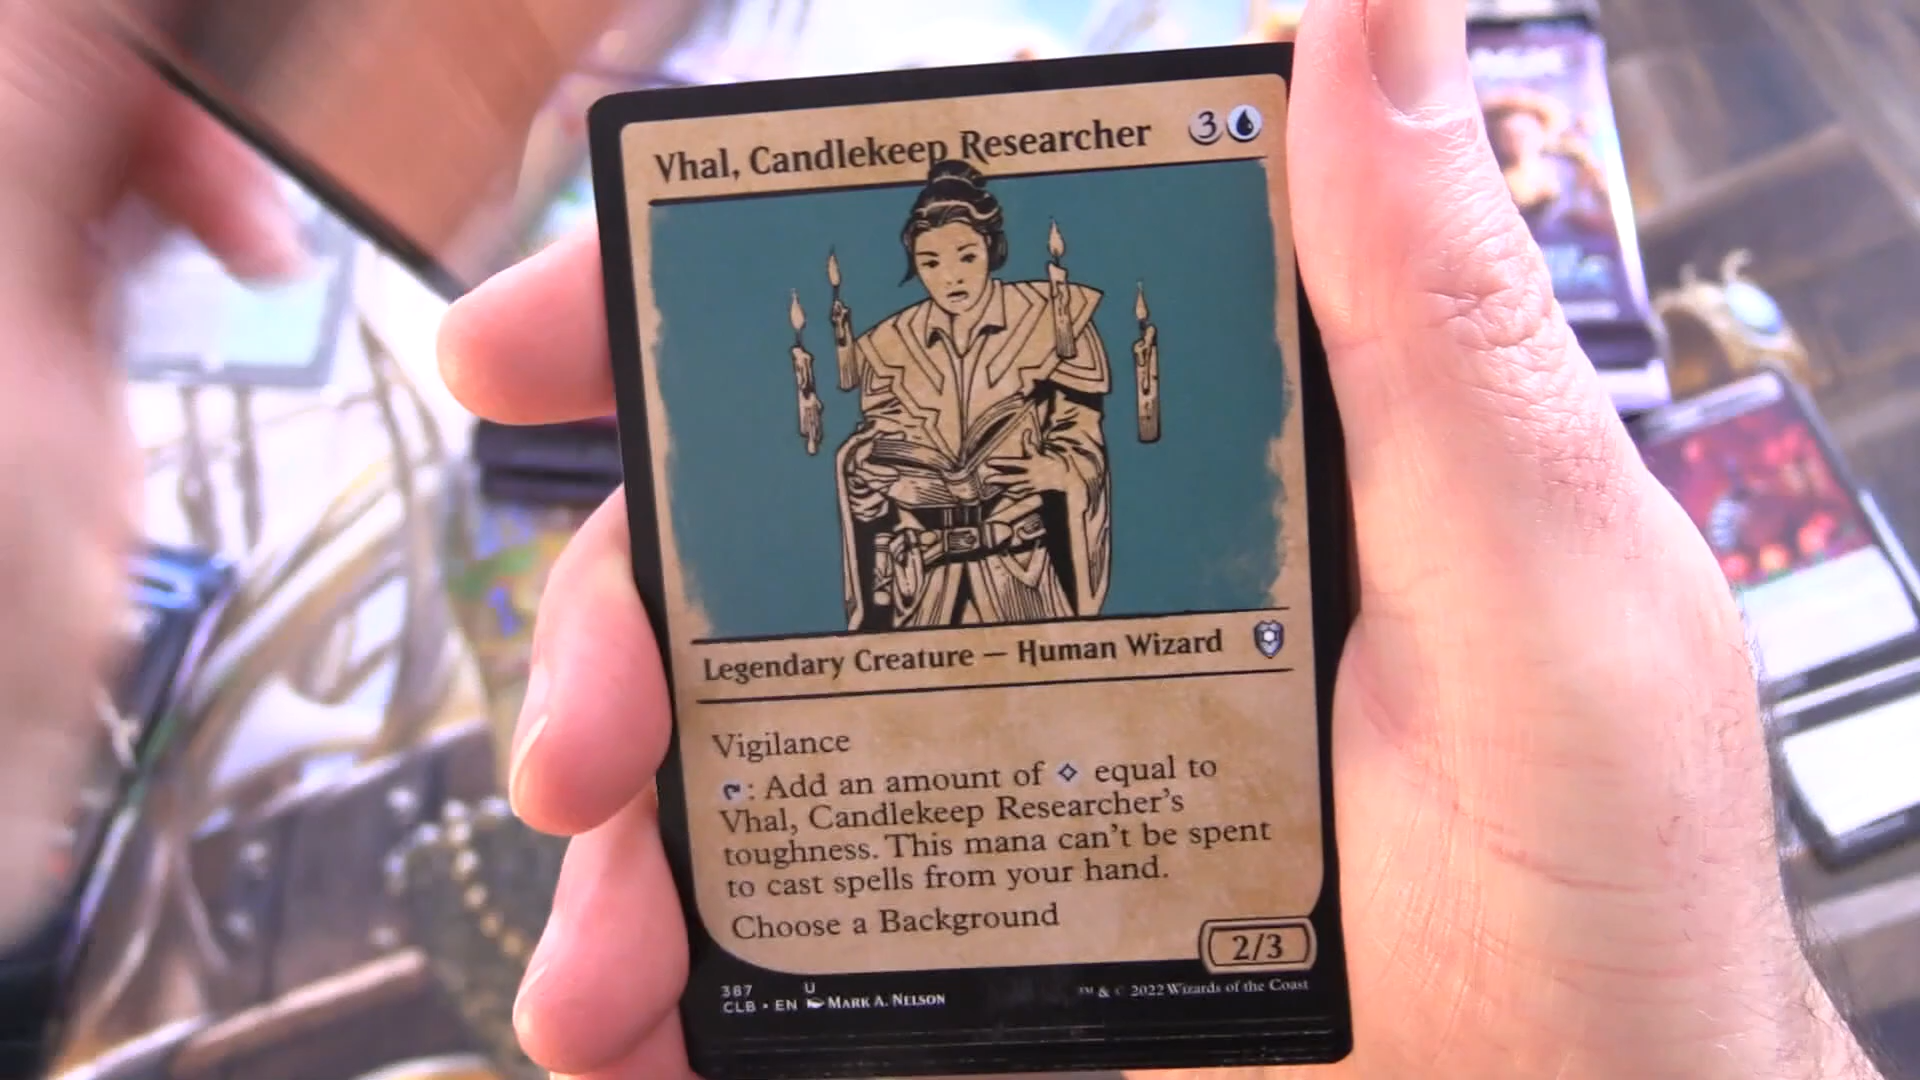 Vhal, Candlekeep Researcher 3
Legendary Creature — Human Wizard
Vigilance
: Add an amount of equal to
Vhal, Candlekeep Researcher's
toughness. This mana can't be spent
to cast spells from your hand.
Choose a Background
2/3
387 U
CLB • EN MARK A. NELSON
™ & © 2022 Wizards of the Coast